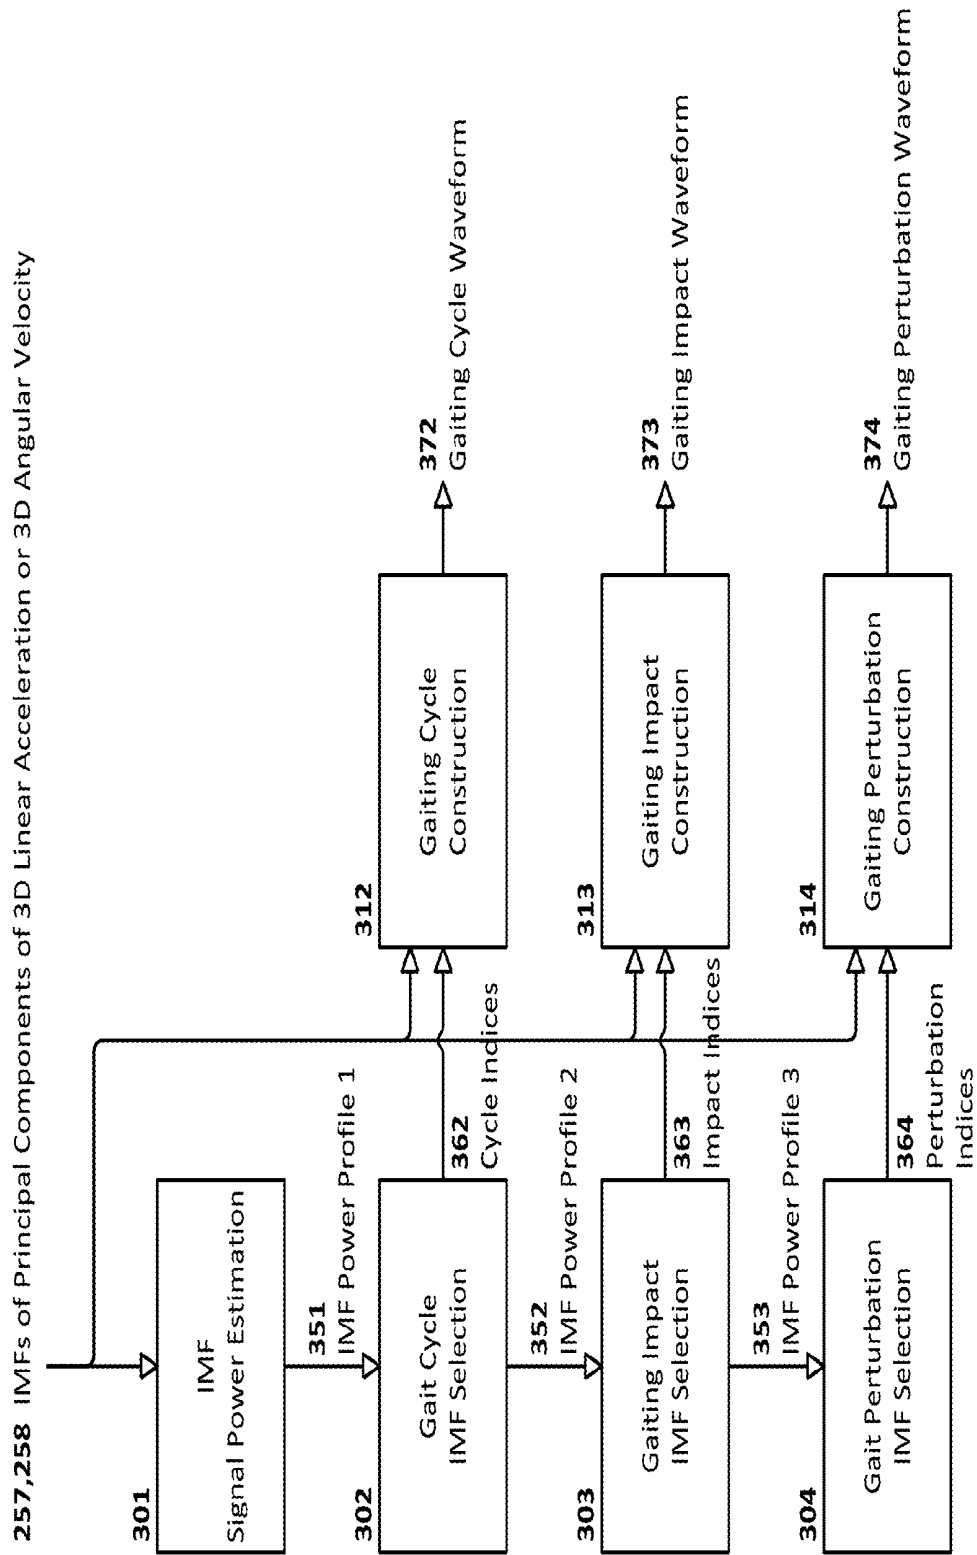 257,258 IMFs of Principal Components of 3D Linear Acceleration or 3D Angular Velocity
301
IMF
Signal Power Estimation
351
IMF Power Profile 1
302
Gait Cycle
IMF Selection
362
Cycle Indices
312
Gaiting Cycle
Construction
372
Gaiting Cycle Waveform
352
IMF Power Profile 2
303
Gaiting Impact
IMF Selection
363
Impact Indices
313
Gaiting Impact
Construction
373
Gaiting Impact Waveform
353
IMF Power Profile 3
304
Gait Perturbation
IMF Selection
364
Perturbation
Indices
314
Gaiting Perturbation
Construction
374
Gaiting Perturbation Waveform